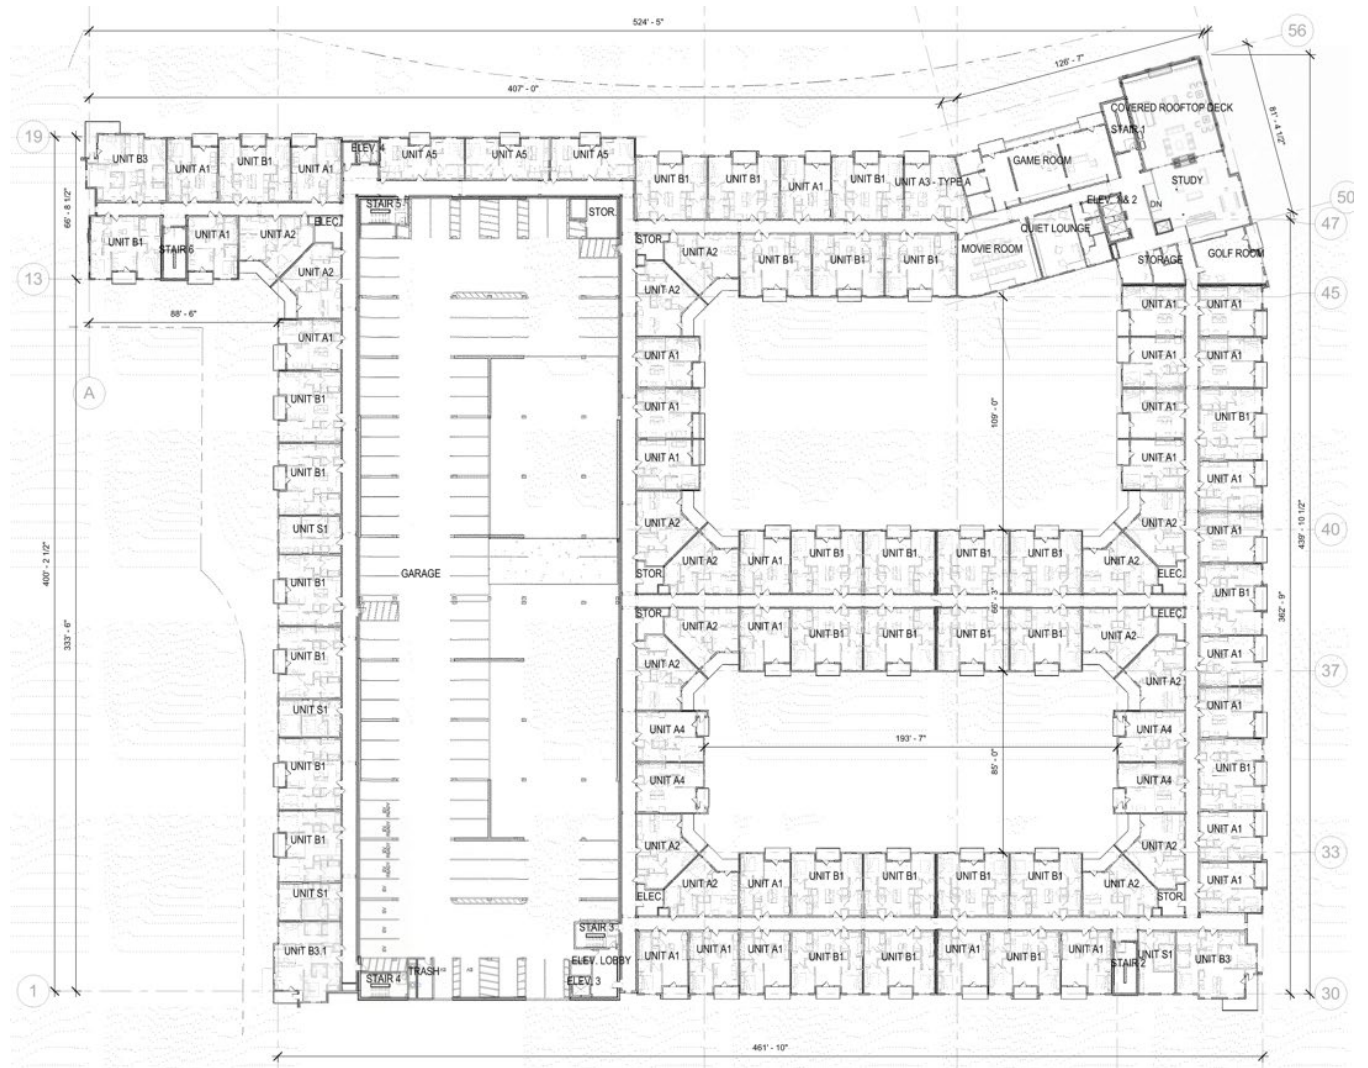 524' - 5"
56
126' - 7"
407' - 0"
81' - 4 1/2"
COVERED ROOFTOP DECK
19
STAIR 1
ELEV. 4
UNIT B3
UNIT A1
UNIT B1
UNIT A1
UNIT A5
UNIT A5
UNIT A5
GAME ROOM
UNIT B1
UNIT B1
UNIT A1
UNIT B1
UNIT A3 - TYPE A
STUDY
66' - 8 1/2"
STAIR 5
STOR.
ELEV. 1 & 2
DN
50
ELEC.
47
UNIT B1
STAIR 6
UNIT A1
UNIT A2
QUIET LOUNGE
STOR.
UNIT A2
MOVIE ROOM
GOLF ROOM
UNIT B1
UNIT B1
UNIT B1
STORAGE
13
UNIT A2
UNIT A2
45
88' - 6"
UNIT A1
UNIT A1
UNIT A1
UNIT A1
UNIT A1
UNIT A1
A
UNIT B1
UNIT A1
UNIT A1
109' - 0"
UNIT B1
UNIT A1
UNIT A1
UNIT B1
UNIT A1
UNIT S1
UNIT A2
UNIT A2
UNIT A1
40
439' - 10 1/2"
UNIT A1
UNIT B1
UNIT B1
UNIT B1
UNIT B1
UNIT A2
UNIT A2
400' - 2 1/2"
GARAGE
STOR.
ELEC.
UNIT B1
UNIT B1
66' - 3"
362' - 9"
STOR.
ELEC.
333' - 6"
UNIT A2
UNIT A1
UNIT B1
UNIT B1
UNIT B1
UNIT B1
UNIT A2
UNIT B1
UNIT A2
UNIT A2
UNIT A1
37
UNIT S1
UNIT A1
UNIT A4
UNIT A4
193' - 7"
85' - 0"
UNIT B1
UNIT A4
UNIT A4
UNIT B1
UNIT B1
UNIT A2
UNIT A2
UNIT A1
33
UNIT S1
UNIT A2
UNIT A1
UNIT B1
UNIT B1
UNIT B1
UNIT B1
UNIT A2
UNIT A1
ELEC.
STOR.
STAIR 3
UNIT B3.1
UNIT A1
UNIT A1
UNIT A1
UNIT B1
UNIT B1
UNIT A1
UNIT B1
UNIT A1
STAIR 2
UNIT S1
UNIT B3
ELEV. LOBBY
TRASH
STAIR 4
ELEV. 3
1
30
461' - 10"